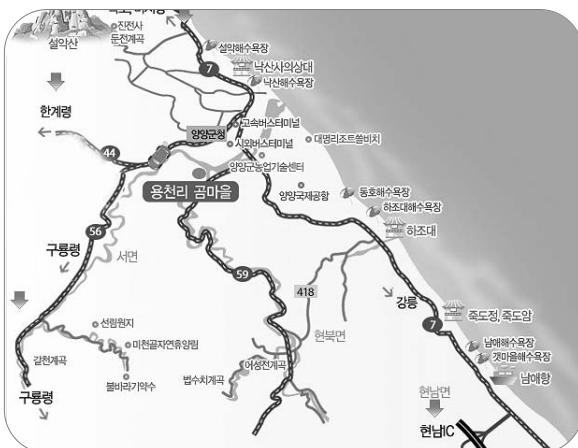 진전사
둔전계곡
설악산
설악해수욕장
7
낙산사의상대
낙산해수욕장
한계령
고속버스터미널
양양군청
시외버스터미널
대명리조트쏠비치
44
양양군농업기술센터
용천리 곰마을
양양국제공항
동호해수욕장
하조대해수욕장
하조대
56
서면
구룡령
59
418
강릉
죽도정, 죽도암
7
선림원지
현북면
미천골자연휴양림
남애해수욕장
갯마을해수욕장
갈천계곡
어성전계곡
불바라기약수
법수치계곡
남애항
현남면
구룡령
현남IC